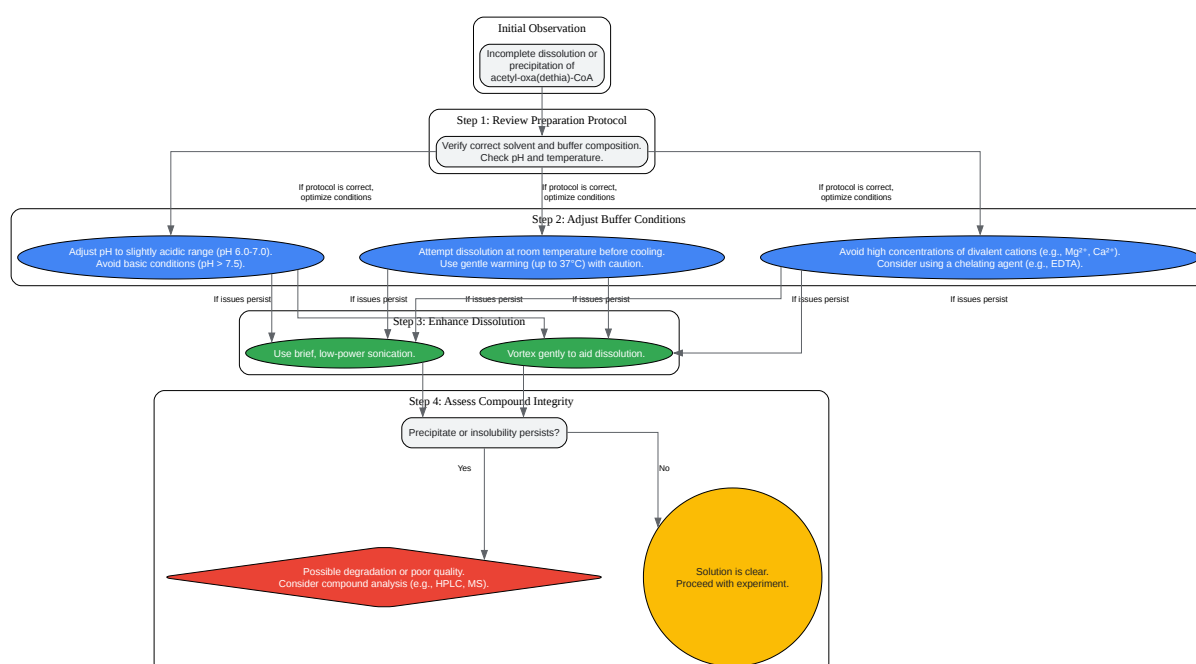 Initial Observation
Incomplete dissolution or
precipitation of
acetyl-oxa(dethia)-CoA
Step 1: Review Preparation Protocol
Verify correct solvent and buffer composition.
Check pH and temperature.
If protocol is correct,
optimize conditions
If protocol is correct,
optimize conditions
If protocol is correct,
optimize conditions
Step 2: Adjust Buffer Conditions
Adjust pH to slightly acidic range (pH 6.0-7.0).
Avoid basic conditions (pH > 7.5).
Attempt dissolution at room temperature before cooling.
Use gentle warming (up to 37°C) with caution.
Avoid high concentrations of divalent cations (e.g., Mg²⁺, Ca²⁺).
Consider using a chelating agent (e.g., EDTA).
If issues persist
If issues persist
If issues persist
If issues persist
If issues persist
If issues persist
Step 3: Enhance Dissolution
Use brief, low-power sonication.
Vortex gently to aid dissolution.
Step 4: Assess Compound Integrity
Precipitate or insolubility persists?
Yes
No
Possible degradation or poor quality.
Consider compound analysis (e.g., HPLC, MS).
Solution is clear.
Proceed with experiment.